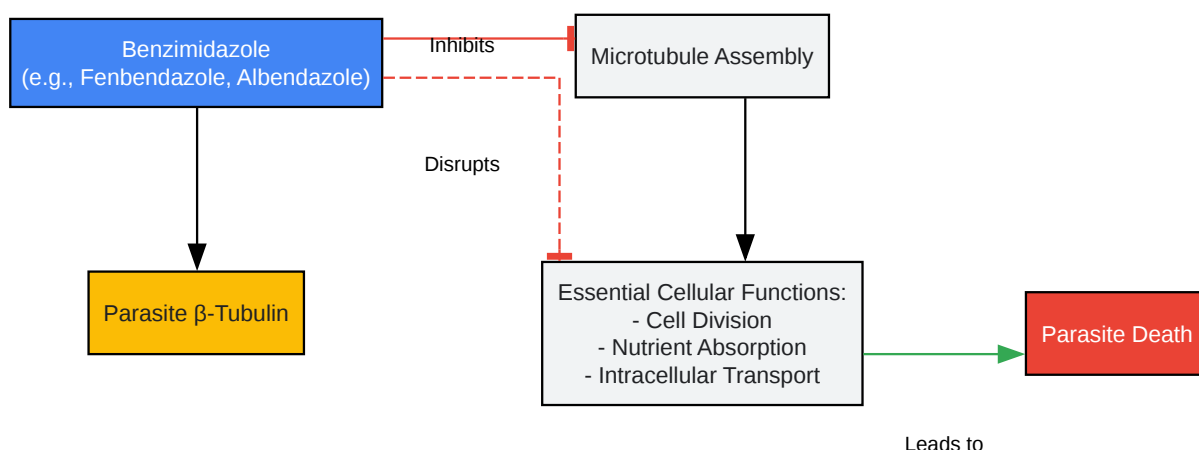 Benzimidazole
(e.g., Fenbendazole, Albendazole)
Inhibits
Microtubule Assembly
Disrupts
Parasite β-Tubulin
Essential Cellular Functions:
- Cell Division
- Nutrient Absorption
- Intracellular Transport
Parasite Death
Leads to